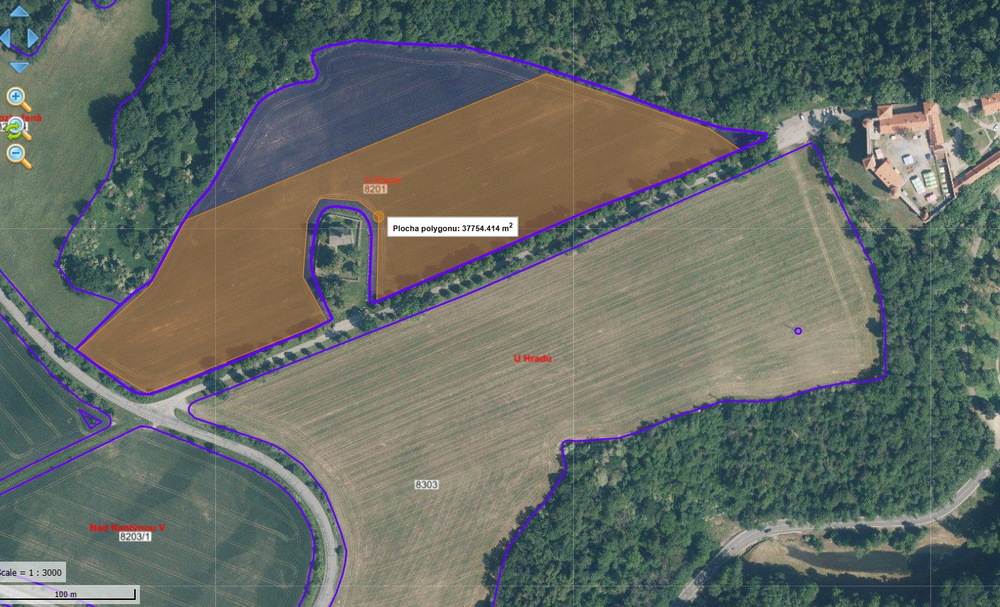 8201
Plocha polygonu: 37754.414 m²
U Hradu
8303
Nad Kantýnou V
8203/1
Scale = 1 : 3000
100 m